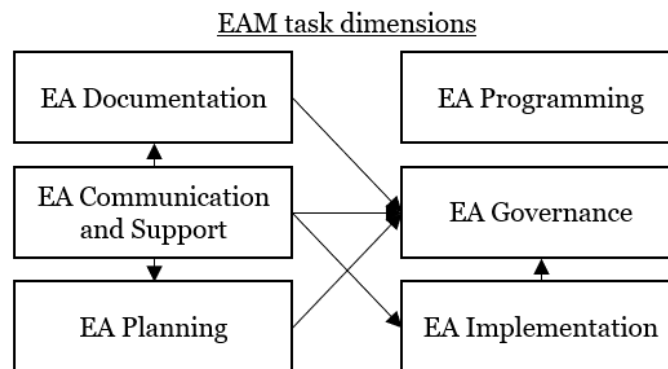 EAM task dimensions
EA Documentation
EA Programming
EA Communication
and Support
EA Governance
EA Planning
EA Implementation